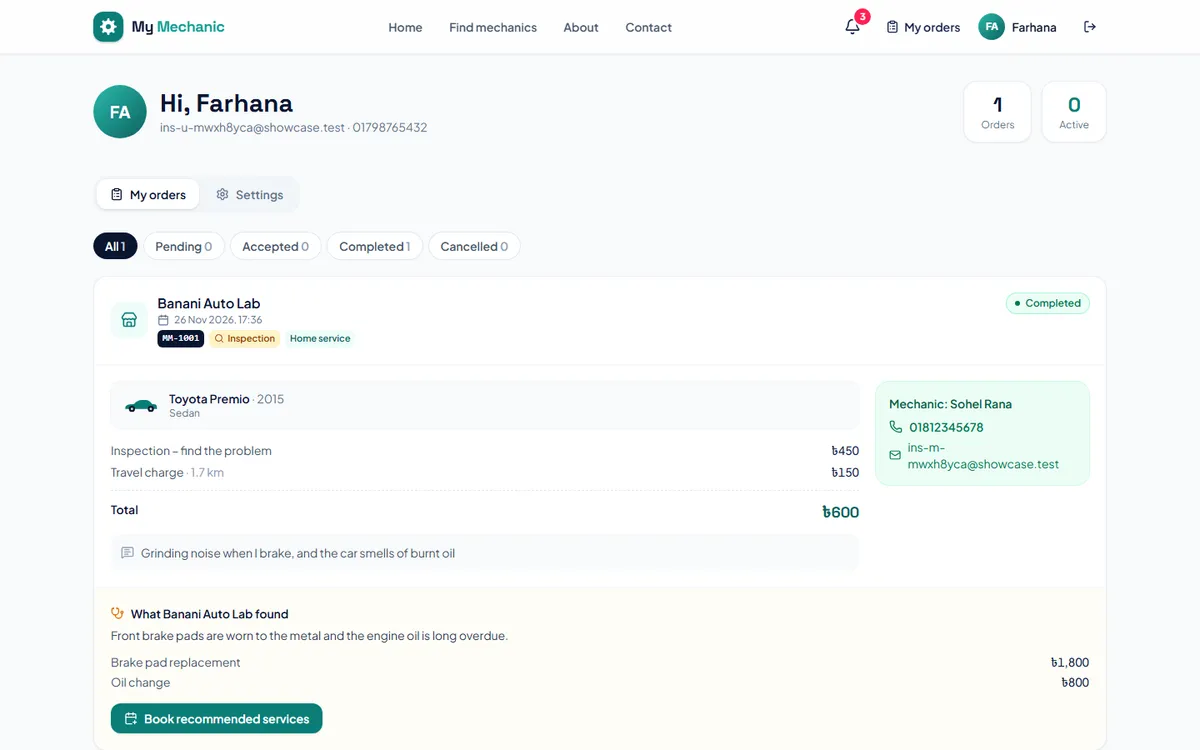 My Mechanic
Home Find mechanics About Contact
3
My orders
FA
Farhana
FA
Hi, Farhana
ins-u-mwxh8yca@showcase.test · 01798765432
1
Orders
0
Active
My orders
Settings
All 1
Pending 0
Accepted 0
Completed 1
Cancelled 0
Banani Auto Lab
26 Nov 2026, 17:36
MM-1001
Inspection
Home service
Completed
Toyota Premio · 2015
Sedan
Inspection – find the problem ৳450
Travel charge · 1.7 km ৳150
Total ৳600
Grinding noise when I brake, and the car smells of burnt oil
Mechanic: Sohel Rana
01812345678
ins-m-
mwxh8yca@showcase.test
What Banani Auto Lab found
Front brake pads are worn to the metal and the engine oil is long overdue.
Brake pad replacement ৳1,800
Oil change ৳800
Book recommended services